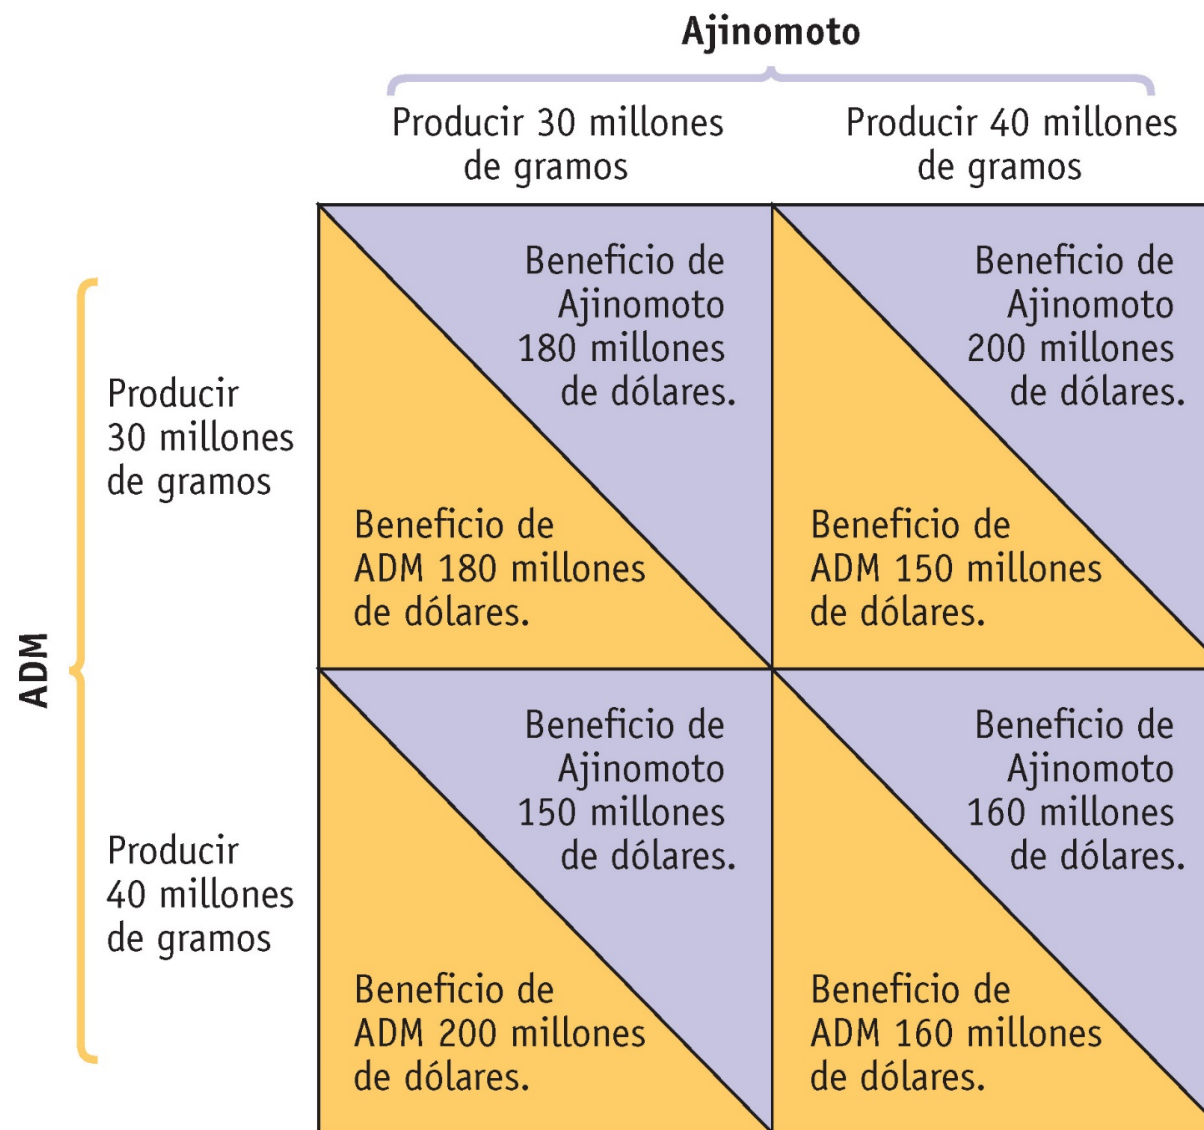 Ajinomoto
Producir 30 millones
de gramos
Producir 40 millones
de gramos
ADM
Producir
30 millones
de gramos
Beneficio de
Ajinomoto
180 millones
de dólares.
Beneficio de
ADM 180 millones
de dólares.
Beneficio de
Ajinomoto
200 millones
de dólares.
Beneficio de
ADM 150 millones
de dólares.
Producir
40 millones
de gramos
Beneficio de
Ajinomoto
150 millones
de dólares.
Beneficio de
ADM 200 millones
de dólares.
Beneficio de
Ajinomoto
160 millones
de dólares.
Beneficio de
ADM 160 millones
de dólares.